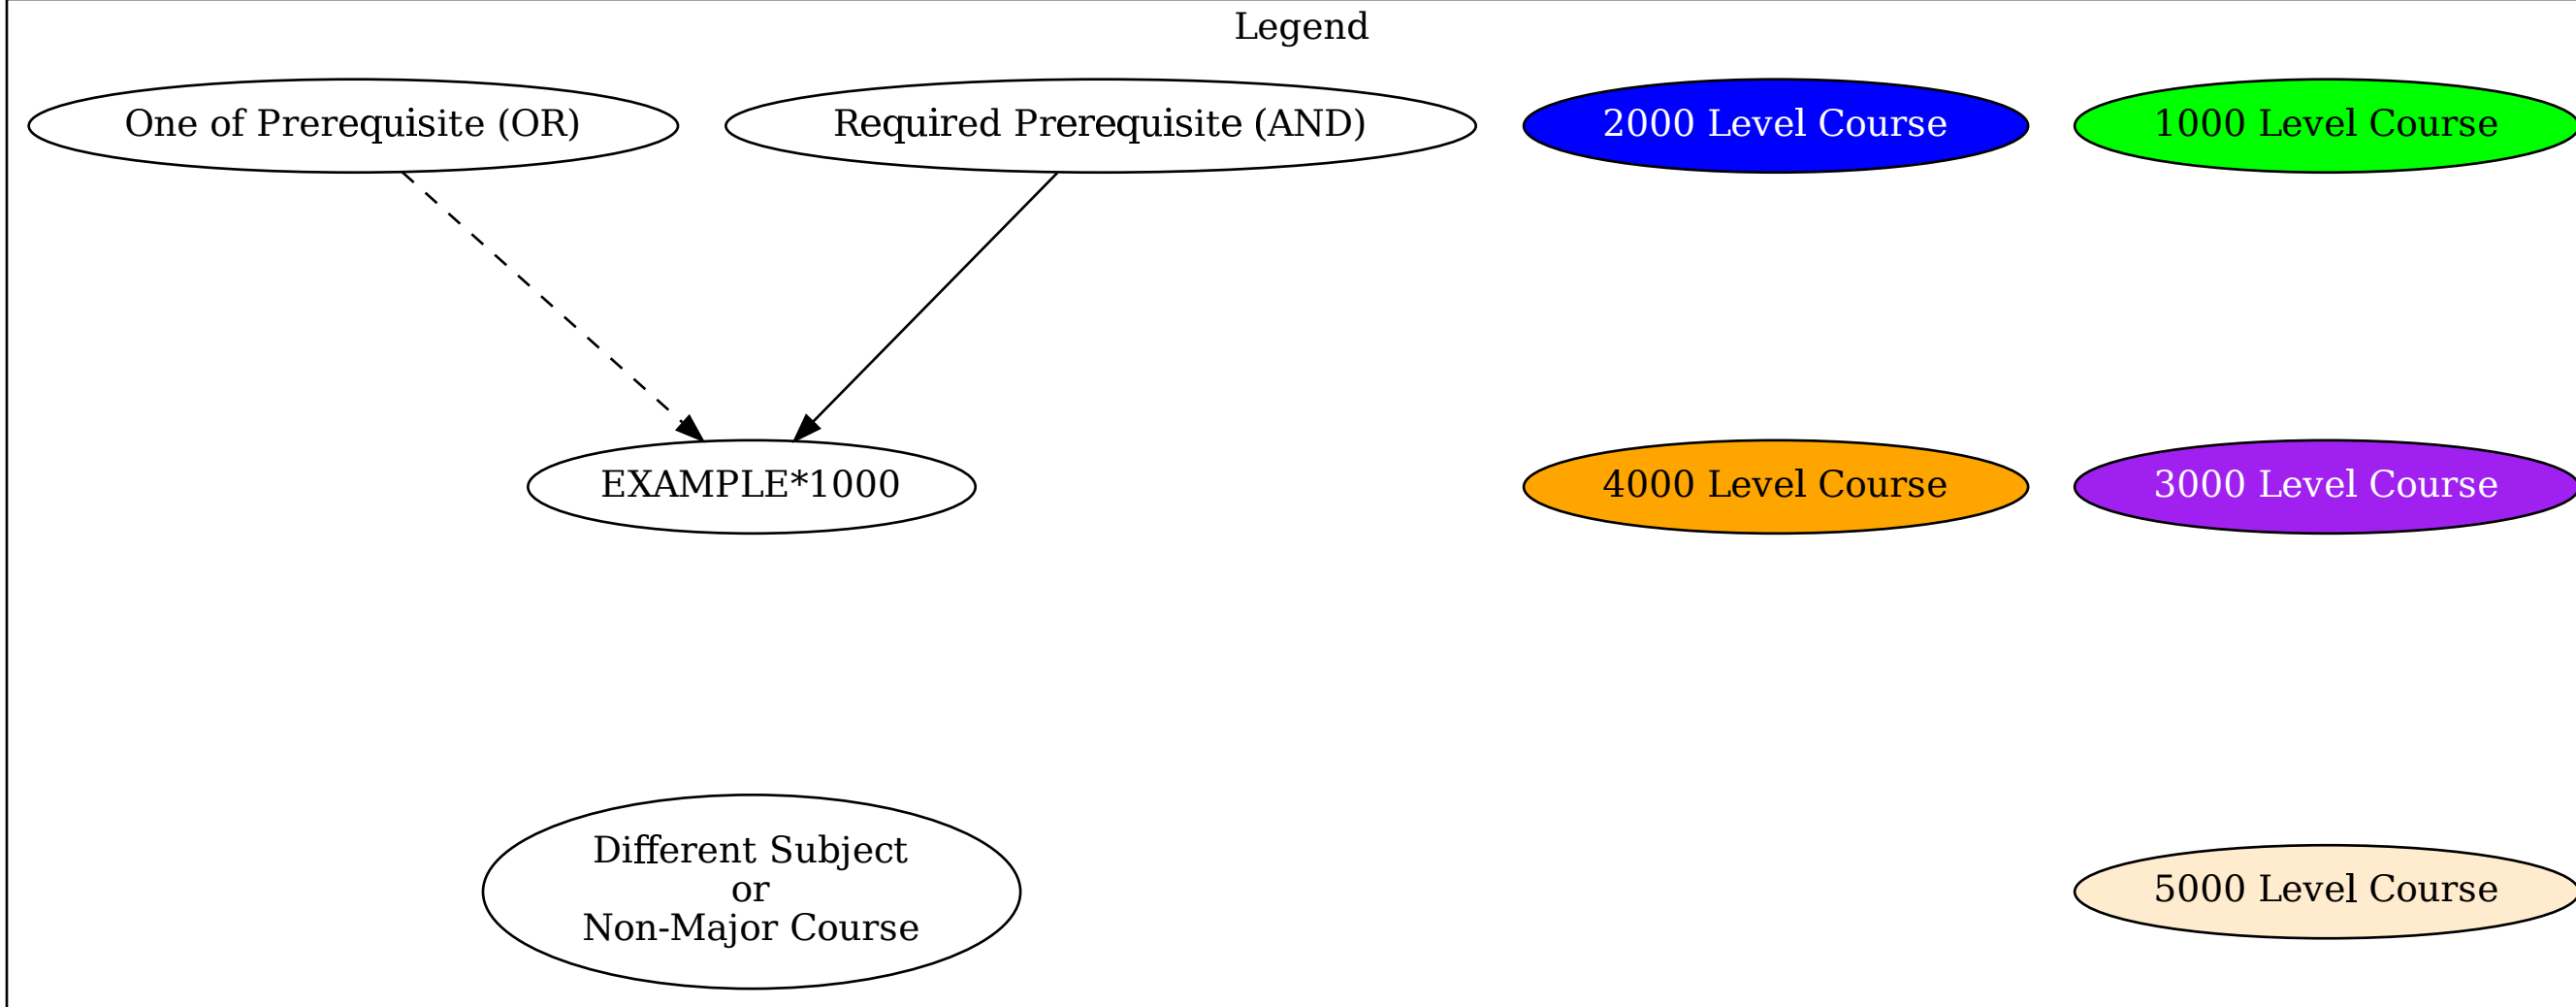 Legend
One of Prerequisite (OR)
Required Prerequisite (AND)
2000 Level Course
1000 Level Course
EXAMPLE*1000
4000 Level Course
3000 Level Course
Different Subject
or
Non-Major Course
5000 Level Course